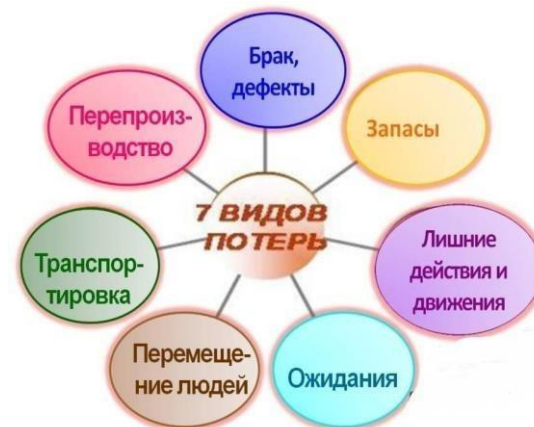 7 ВИДОВ
ПОТЕРЬ
Брак,
дефекты
Запасы
Лишние
действия и
движения
Ожидания
Перемеще-
ние людей
Транспор-
тировка
Перепроиз-
водство